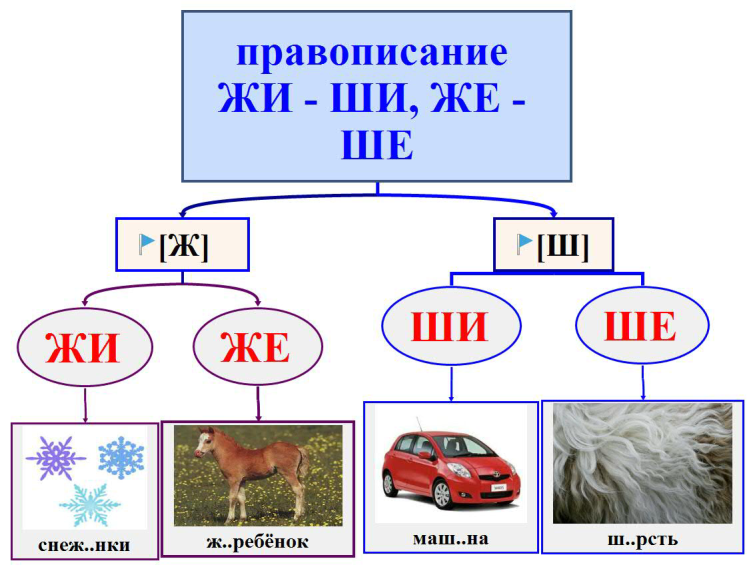 правописание
ЖИ - ШИ, ЖЕ -
ШЕ
[Ж]
[Ш]
ЖИ
ЖЕ
ШИ
ШЕ
снеж..нки
ж..ребёнок
маш..на
ш..рсть